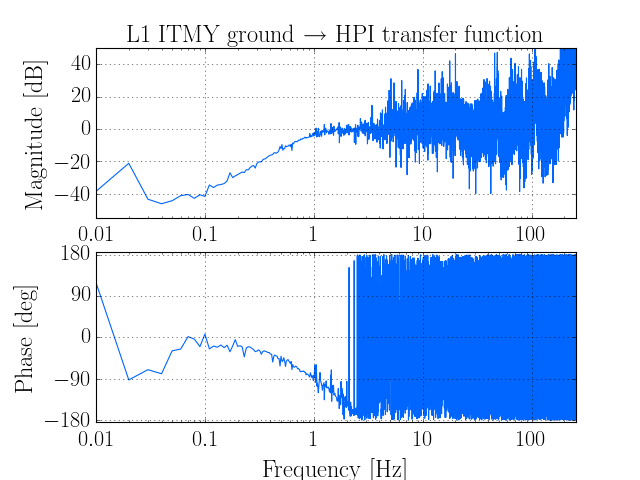 L1 ITMY ground → HPI transfer function
Magnitude [dB]
40
20
0
−20
−40
0.01 0.1 1 10 100
Phase [deg]
180
90
0
−90
−180
0.01 0.1 1 10 100
Frequency [Hz]